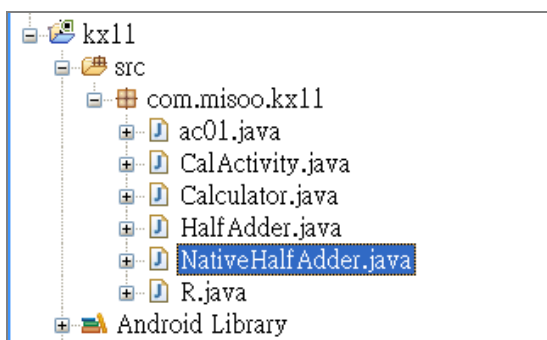 kx11
src
com.misoo.kx11
ac01.java
CalActivity.java
Calculator.java
HalfAdder.java
NativeHalfAdder.java
R.java
Android Library